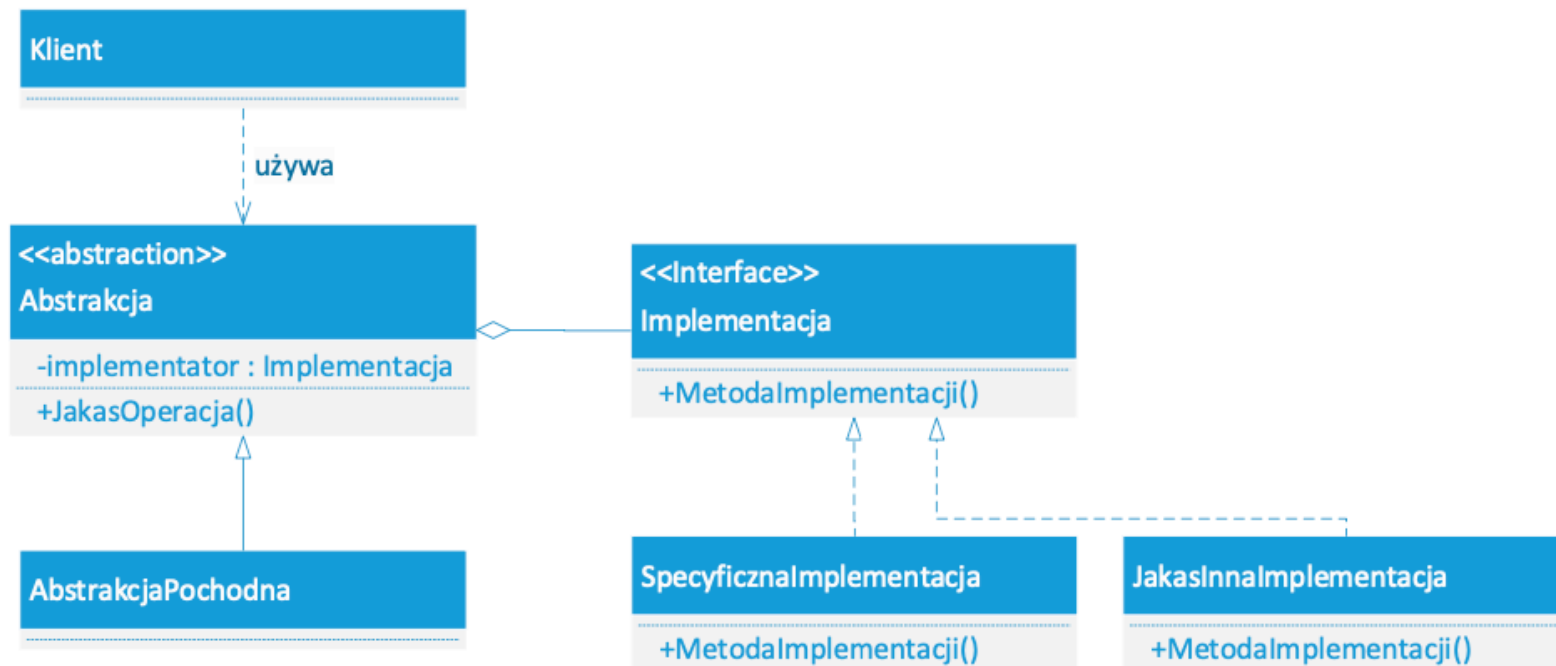 Klient
używa
<<abstraction>>
Abstrakcja
-implementator : Implementacja
+JakasOperacja()
<<Interface>>
Implementacja
+MetodaImplementacji()
AbstrakcjaPochodna
SpecyficznaImplementacja
+MetodaImplementacji()
JakasInnaImplementacja
+MetodaImplementacji()